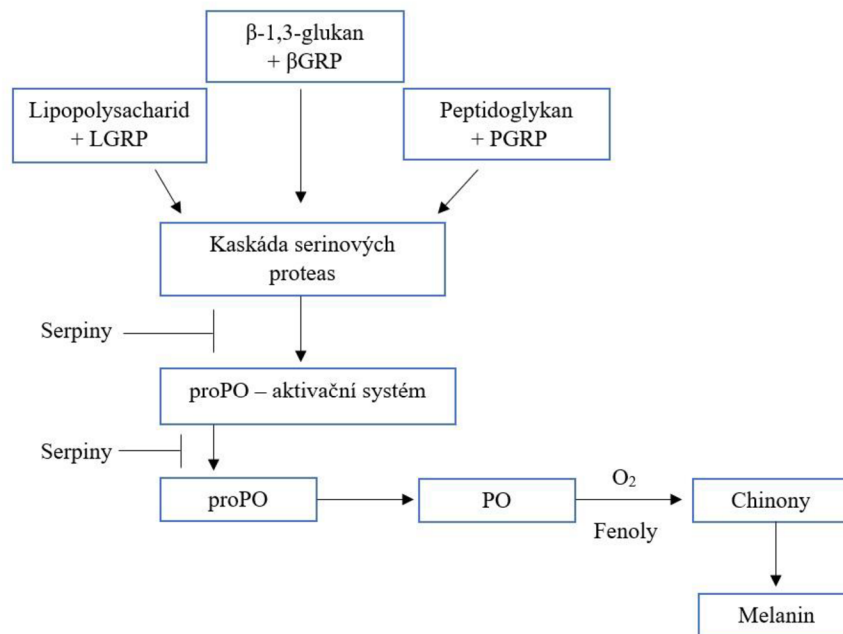 β-1,3-glukan
+ βGRP
Lipopolysacharid
+ LGRP
Peptidoglykan
+ PGRP
Kaskáda serinových
proteas
Serpiny
proPO – aktivační systém
Serpiny
proPO
PO
O₂
Fenoly
Chinony
Melanin